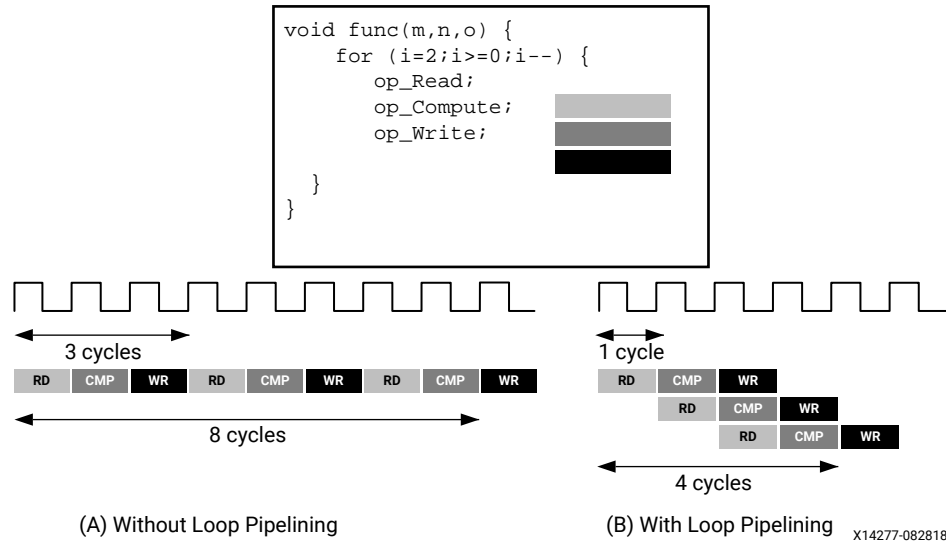 void func(m,n,o) {
for (i=2;i>=0;i--) {
op_Read;
op_Compute;
op_Write;
}
}
3 cycles
RD CMP WR RD CMP WR RD CMP WR
8 cycles
(A) Without Loop Pipelining
1 cycle
RD CMP WR
RD CMP WR
RD CMP WR
4 cycles
(B) With Loop Pipelining
X14277-082818